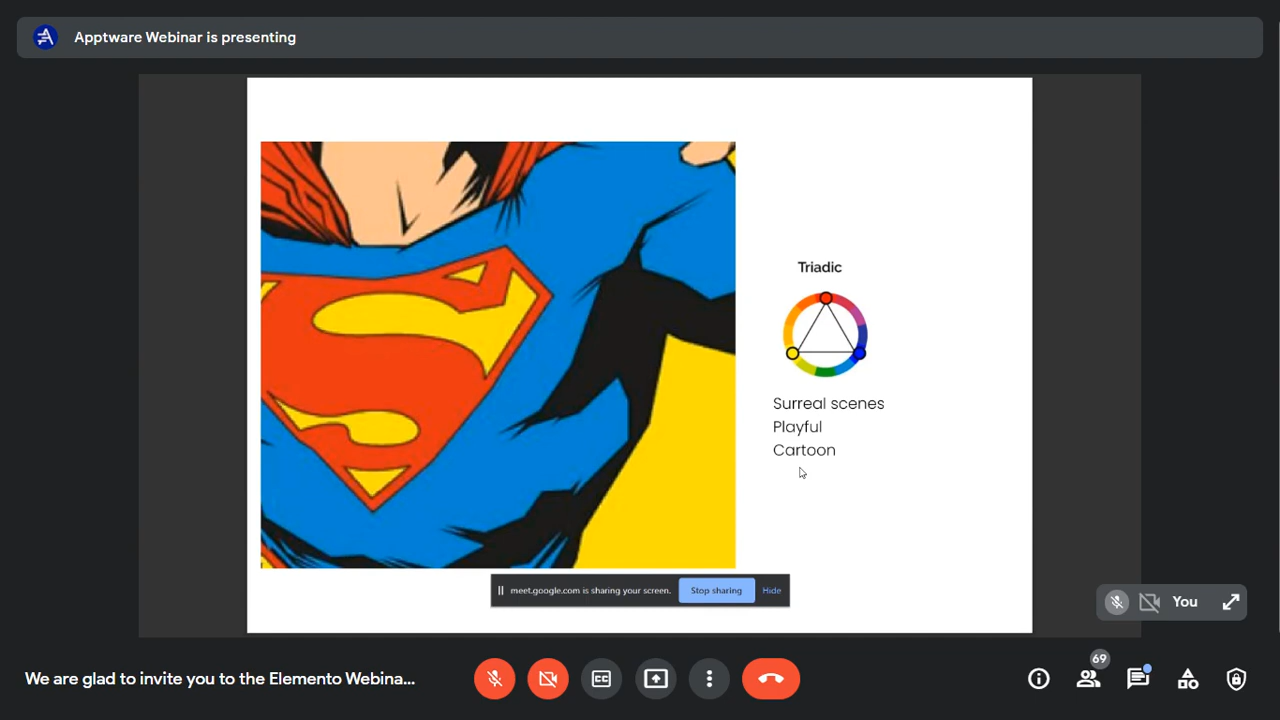 Apptware Webinar is presenting
Triadic
Surreal scenes
Playful
Cartoon
meet.google.com is sharing your screen.
Stop sharing
Hide
You
We are glad to invite you to the Elemento Webina...
CC
69